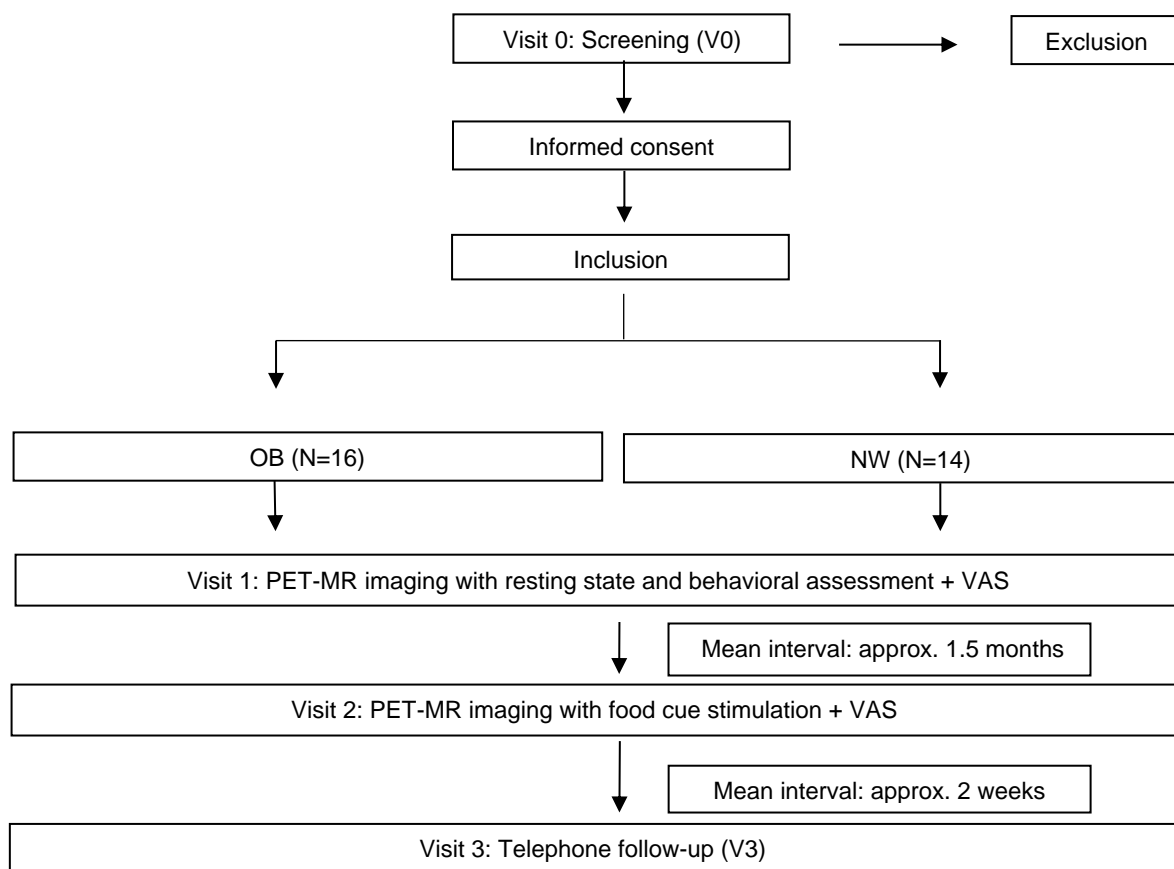 Visit 0: Screening (V0)
Exclusion
Informed consent
Inclusion
OB (N=16)
NW (N=14)
Visit 1: PET-MR imaging with resting state and behavioral assessment + VAS
Mean interval: approx. 1.5 months
Visit 2: PET-MR imaging with food cue stimulation + VAS
Mean interval: approx. 2 weeks
Visit 3: Telephone follow-up (V3)